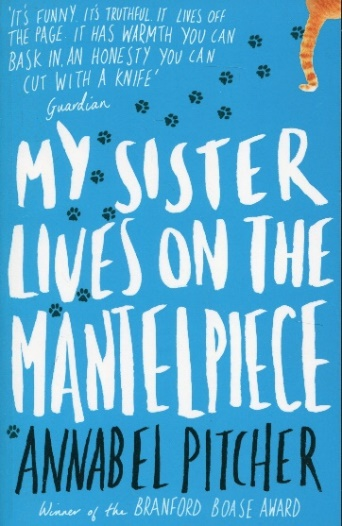 'IT'S FUNNY IT'S TRUTHFUL. IT LIVES OFF
THE PAGE. IT HAS WARMTH YOU CAN
BASK IN, AN HONESTY YOU CAN
CUT WITH A KNIFE'
Guardian
MY SISTER
LIVES ON THE
MANTELPIECE
ANNABEL PITCHER
Winner of the BRANFORD BOASE AWARD